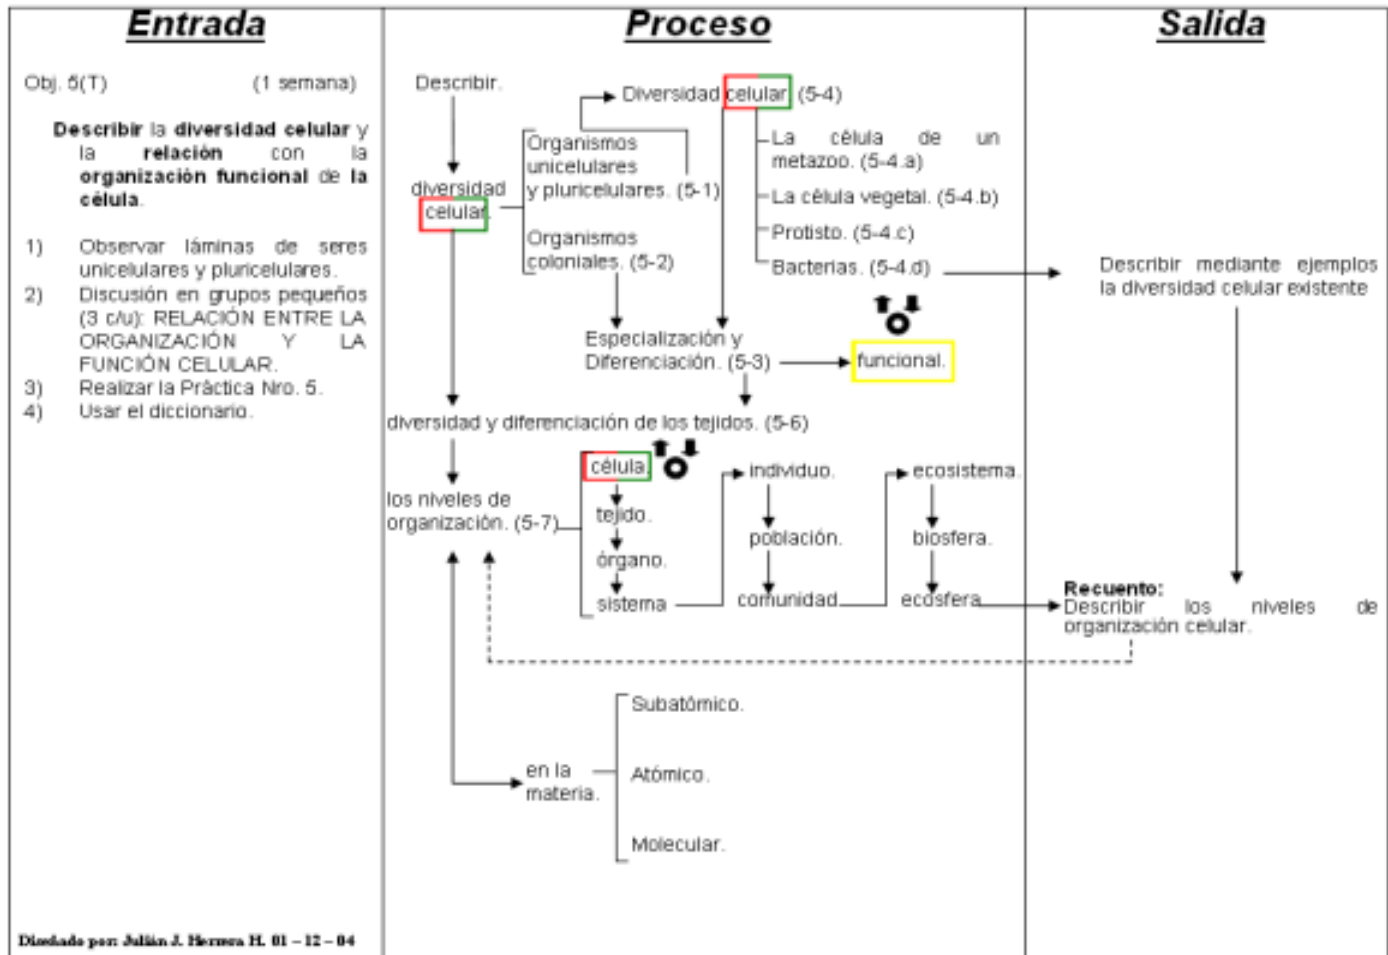 Entrada
Obj. 5(T) (1 semana)
Describir la diversidad celular y
la relación con la
organización funcional de la
célula.
1) Observar láminas de seres
unicelulares y pluricelulares.
2) Discusión en grupos pequeños
(3 c/u): RELACIÓN ENTRE LA
ORGANIZACIÓN Y LA
FUNCIÓN CELULAR.
3) Realizar la Práctica Nro. 5.
4) Usar el diccionario.
Diseñado por: Julián J. Herrera H. 01 – 12 – 04
Proceso
Describir.
diversidad
celular.
Organismos
unicelulares
y pluricelulares. (5-1)
Organismos
coloniales. (5-2)
Diversidad celular. (5-4)
La célula de un
metazoo. (5-4.a)
La célula vegetal. (5-4.b)
Protisto. (5-4.c)
Bacterias. (5-4.d)
Especialización y
Diferenciación. (5-3)
funcional.
diversidad y diferenciación de los tejidos. (5-6)
los niveles de
organización. (5-7)
célula.
tejido.
órgano.
sistema
individuo.
población.
comunidad
ecosistema.
biosfera.
ecosfera
en la
materia.
Subatómico.
Atómico.
Molecular.
Salida
Describir mediante ejemplos
la diversidad celular existente
Recuento:
Describir los niveles de
organización celular.